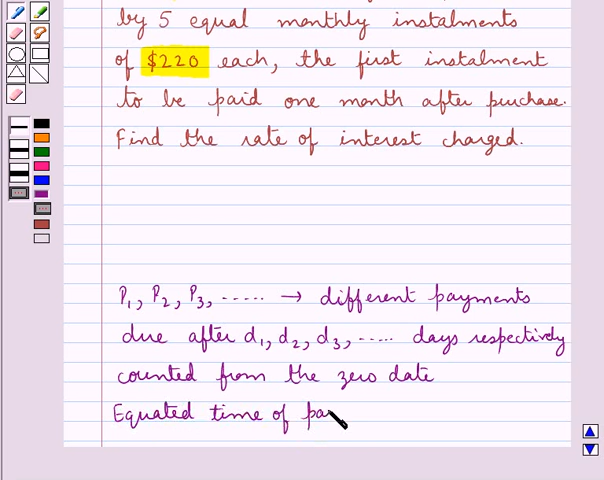 by 5 equal monthly instalments
of $220 each, the first instalment
to be paid one month after purchase.
Find the rate of interest charged.
P1, P2, P3, ..... → different payments
due after d1, d2, d3, ..... days respectively
counted from the zero date
Equated time of pa